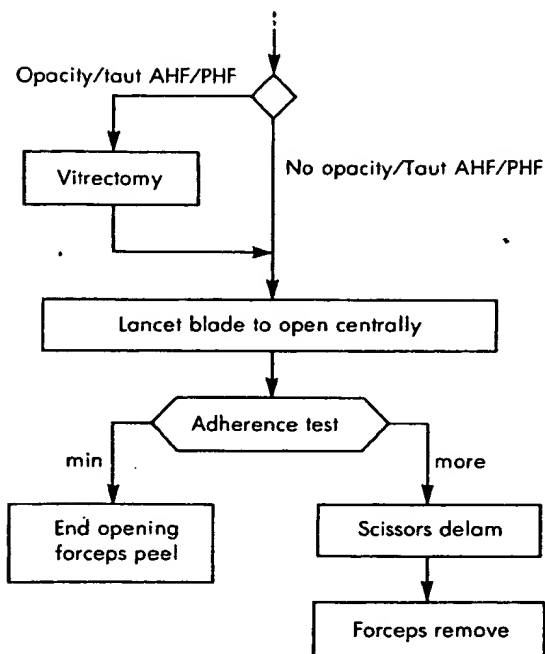 Opacity/taut AHF/PHF
Vitrectomy
No opacity/Taut AHF/PHF
Lancet blade to open centrally
Adherence test
min
more
End opening
forceps peel
Scissors delam
Forceps remove